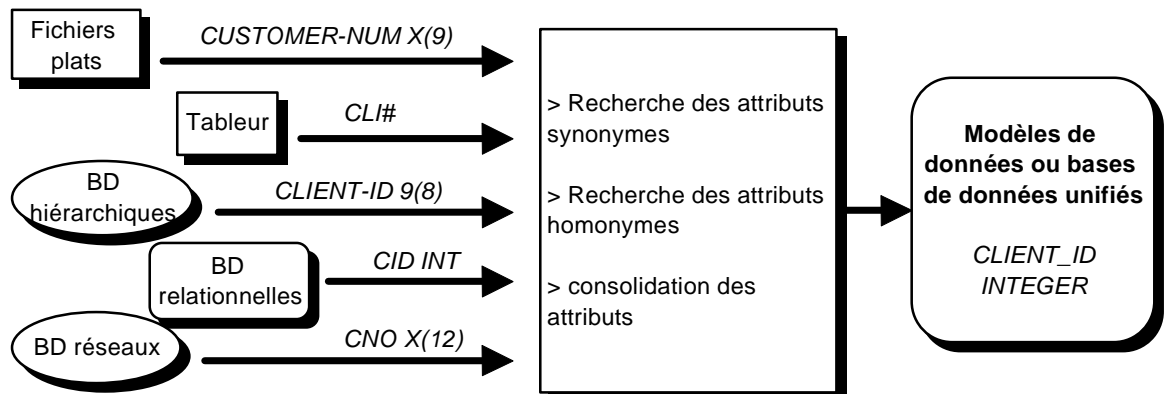 Fichiers
plats
CUSTOMER-NUM X(9)
Tableur
CLI#
BD
hiérarchiques
CLIENT-ID 9(8)
BD
relationnelles
CID INT
BD réseaux
CNO X(12)
> Recherche des attributs
synonymes
> Recherche des attributs
homonymes
> consolidation des
attributs
Modèles de
données ou bases
de données unifiés
CLIENT_ID
INTEGER